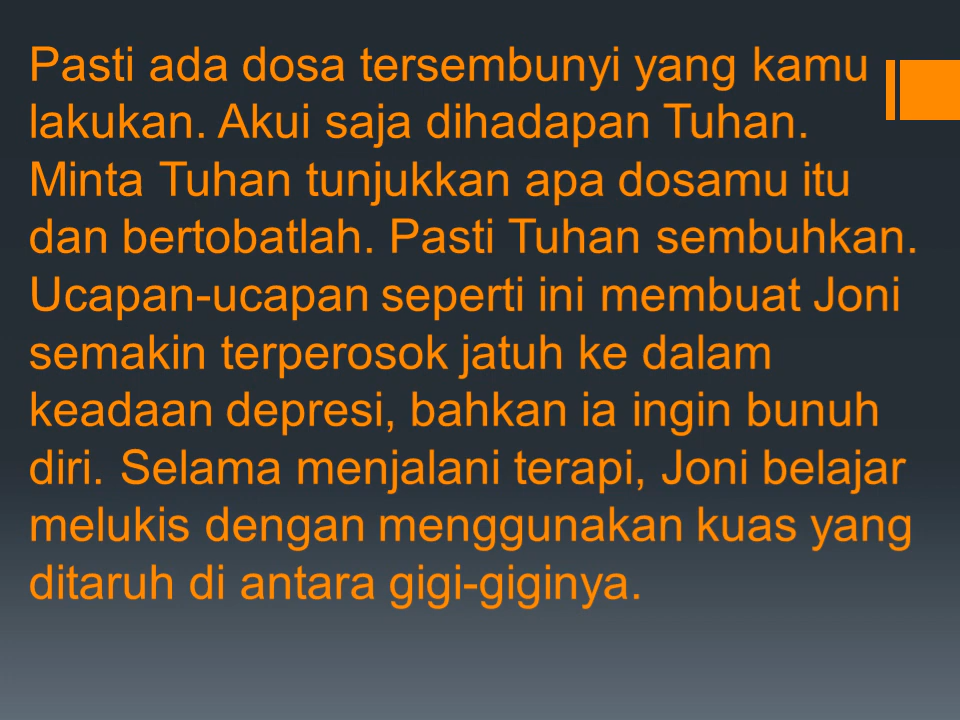 Pasti ada dosa tersembunyi yang kamu
lakukan. Akui saja dihadapan Tuhan.
Minta Tuhan tunjukkan apa dosamu itu
dan bertobatlah. Pasti Tuhan sembuhkan.
Ucapan-ucapan seperti ini membuat Joni
semakin terperosok jatuh ke dalam
keadaan depresi, bahkan ia ingin bunuh
diri. Selama menjalani terapi, Joni belajar
melukis dengan menggunakan kuas yang
ditaruh di antara gigi-giginya.